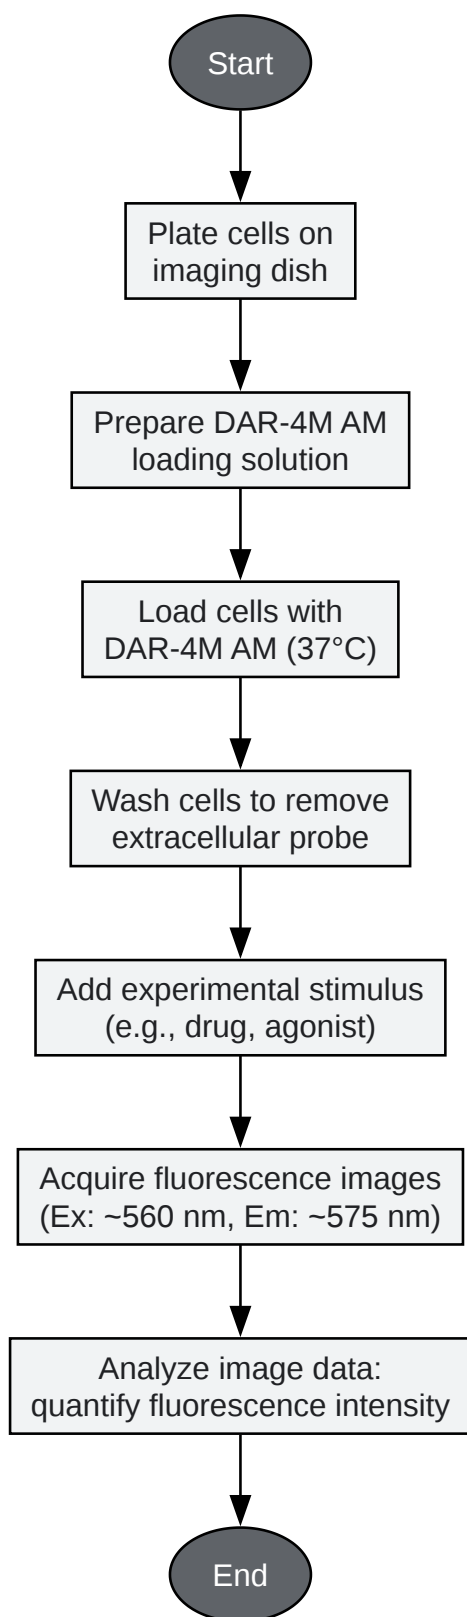 Start
Plate cells on
imaging dish
Prepare DAR-4M AM
loading solution
Load cells with
DAR-4M AM (37°C)
Wash cells to remove
extracellular probe
Add experimental stimulus
(e.g., drug, agonist)
Acquire fluorescence images
(Ex: ~560 nm, Em: ~575 nm)
Analyze image data:
quantify fluorescence intensity
End